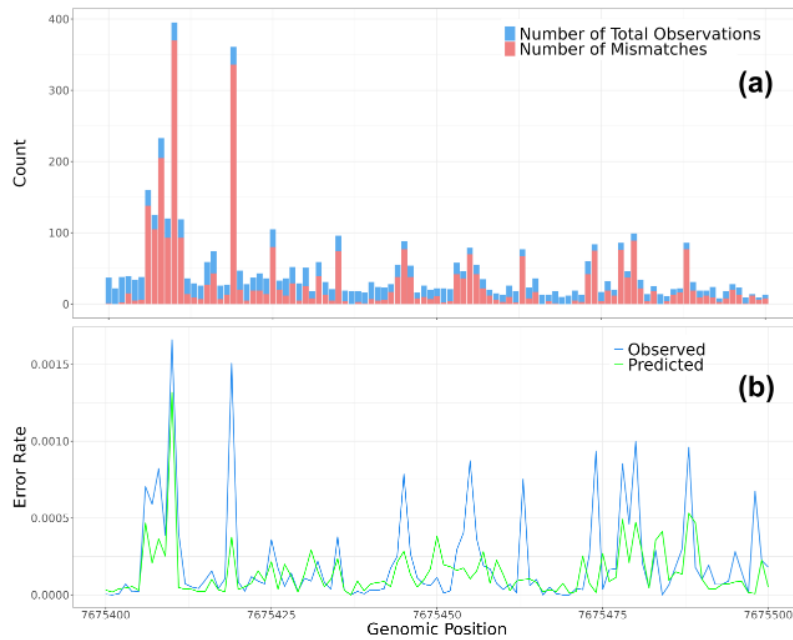 400
300
200
100
0
Count
Number of Total Observations
Number of Mismatches
(a)
0.0015
0.0010
0.0005
0.0000
Error Rate
Observed
Predicted
(b)
7675400 7675425 7675450 7675475 7675500
Genomic Position